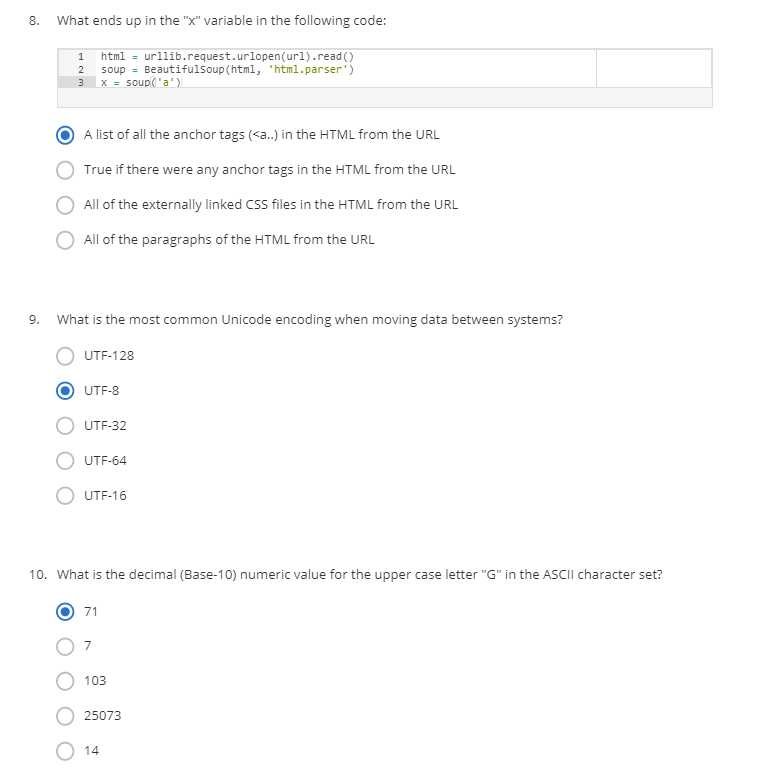 8. What ends up in the "x" variable in the following code:
1 html = urllib.request.urlopen(url).read()
2 soup = BeautifulSoup(html, 'html.parser')
3 x = soup('a')
A list of all the anchor tags (<a..) in the HTML from the URL
True if there were any anchor tags in the HTML from the URL
All of the externally linked CSS files in the HTML from the URL
All of the paragraphs of the HTML from the URL
9. What is the most common Unicode encoding when moving data between systems?
UTF-128
UTF-8
UTF-32
UTF-64
UTF-16
10. What is the decimal (Base-10) numeric value for the upper case letter "G" in the ASCII character set?
71
7
103
25073
14